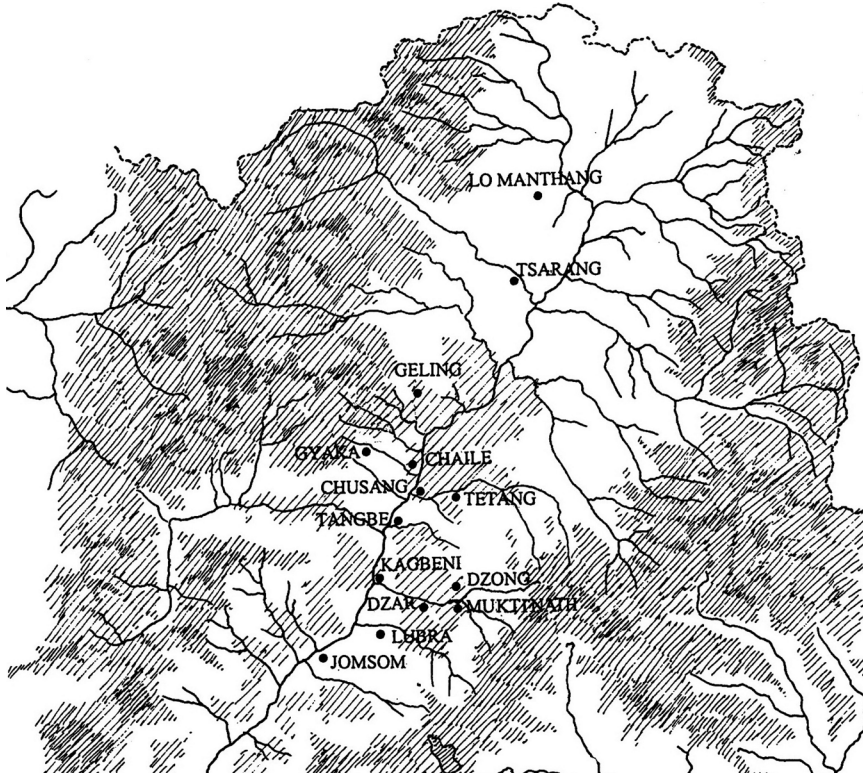 LO MANTHANG
TSARANG
GELING
GYAKA
CHAILE
CHUSANG
TETANG
TANGBE
KAGBENI
DZONG
DZAR
MUKTINATH
LUBRA
JOMSOM